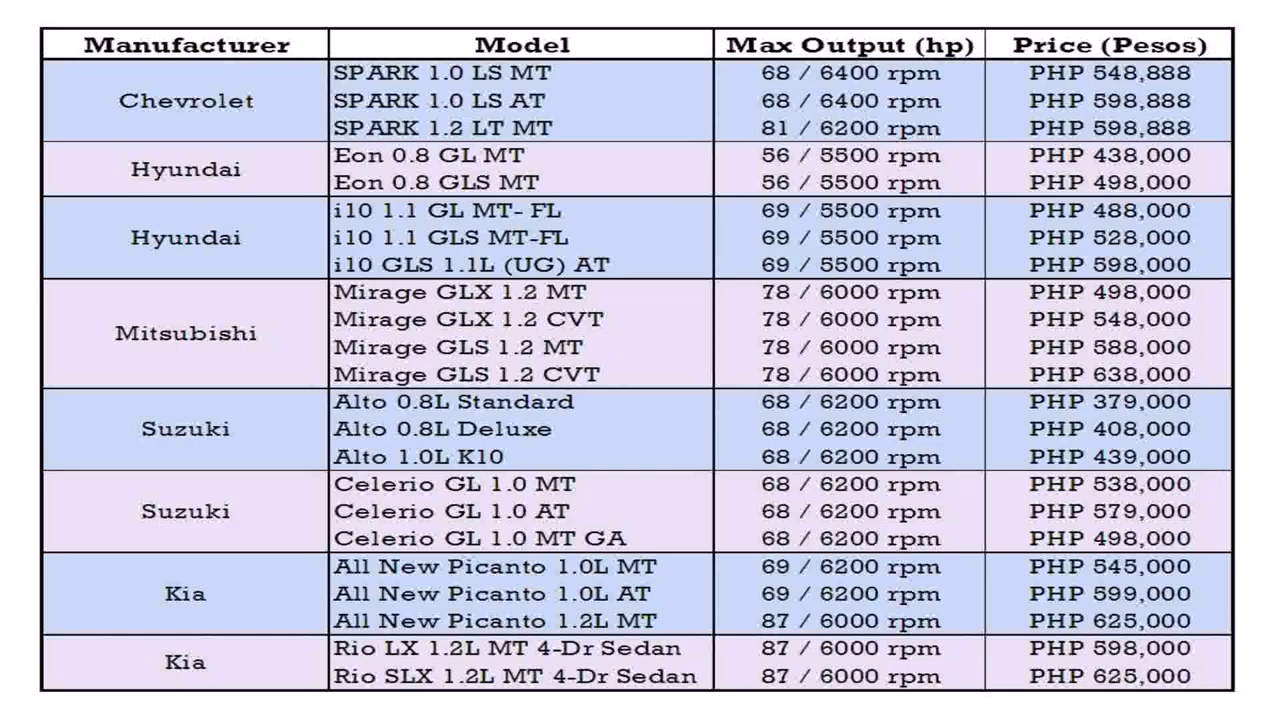 Manufacturer Model Max Output (hp) Price (Pesos)
Chevrolet
SPARK 1.0 LS MT 68 / 6400 rpm PHP 548,888
SPARK 1.0 LS AT 68 / 6400 rpm PHP 598,888
SPARK 1.2 LT MT 81 / 6200 rpm PHP 598,888
Hyundai
Eon 0.8 GL MT 56 / 5500 rpm PHP 438,000
Eon 0.8 GLS MT 56 / 5500 rpm PHP 498,000
Hyundai
i10 1.1 GL MT- FL 69 / 5500 rpm PHP 488,000
i10 1.1 GLS MT-FL 69 / 5500 rpm PHP 528,000
i10 GLS 1.1L (UG) AT 69 / 5500 rpm PHP 598,000
Mitsubishi
Mirage GLX 1.2 MT 78 / 6000 rpm PHP 498,000
Mirage GLX 1.2 CVT 78 / 6000 rpm PHP 548,000
Mirage GLS 1.2 MT 78 / 6000 rpm PHP 588,000
Mirage GLS 1.2 CVT 78 / 6000 rpm PHP 638,000
Suzuki
Alto 0.8L Standard 68 / 6200 rpm PHP 379,000
Alto 0.8L Deluxe 68 / 6200 rpm PHP 408,000
Alto 1.0L K10 68 / 6200 rpm PHP 439,000
Suzuki
Celerio GL 1.0 MT 68 / 6200 rpm PHP 538,000
Celerio GL 1.0 AT 68 / 6200 rpm PHP 579,000
Celerio GL 1.0 MT GA 68 / 6200 rpm PHP 498,000
Kia
All New Picanto 1.0L MT 69 / 6200 rpm PHP 545,000
All New Picanto 1.0L AT 69 / 6200 rpm PHP 599,000
All New Picanto 1.2L MT 87 / 6000 rpm PHP 625,000
Kia
Rio LX 1.2L MT 4-Dr Sedan 87 / 6000 rpm PHP 598,000
Rio SLX 1.2L MT 4-Dr Sedan 87 / 6000 rpm PHP 625,000